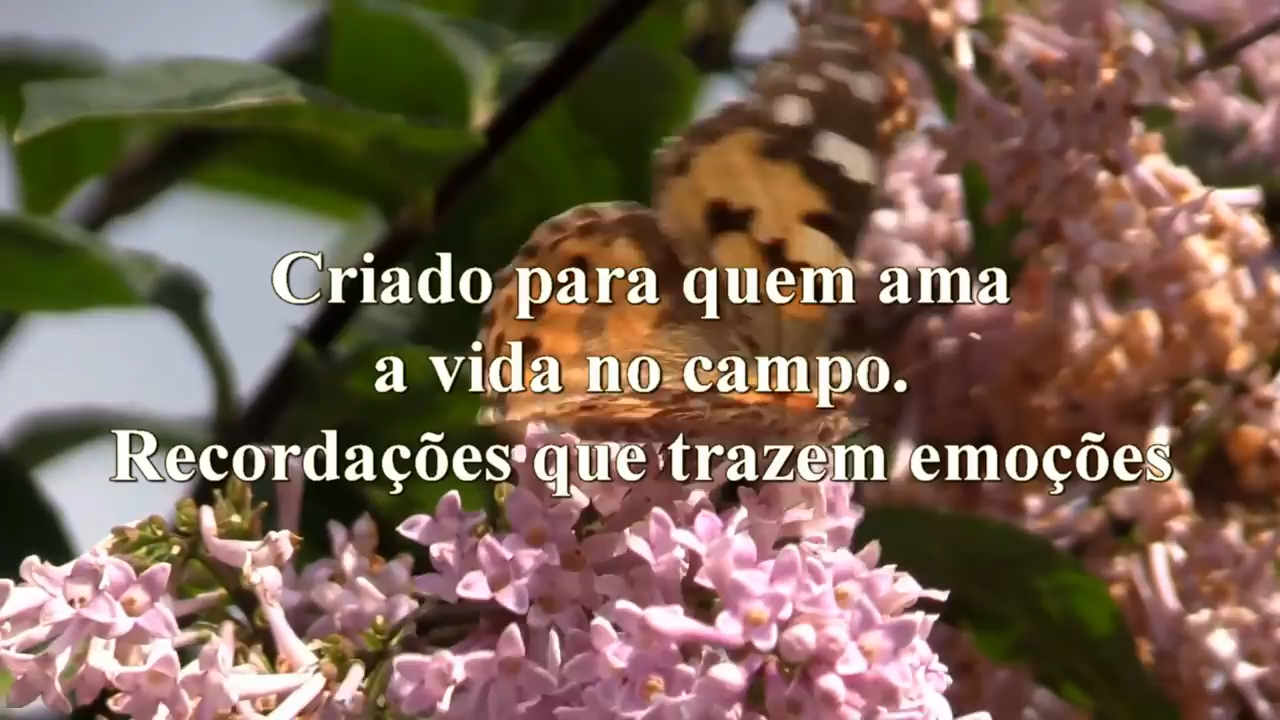 Criado para quem ama
a vida no campo.
Recordações que trazem emoções